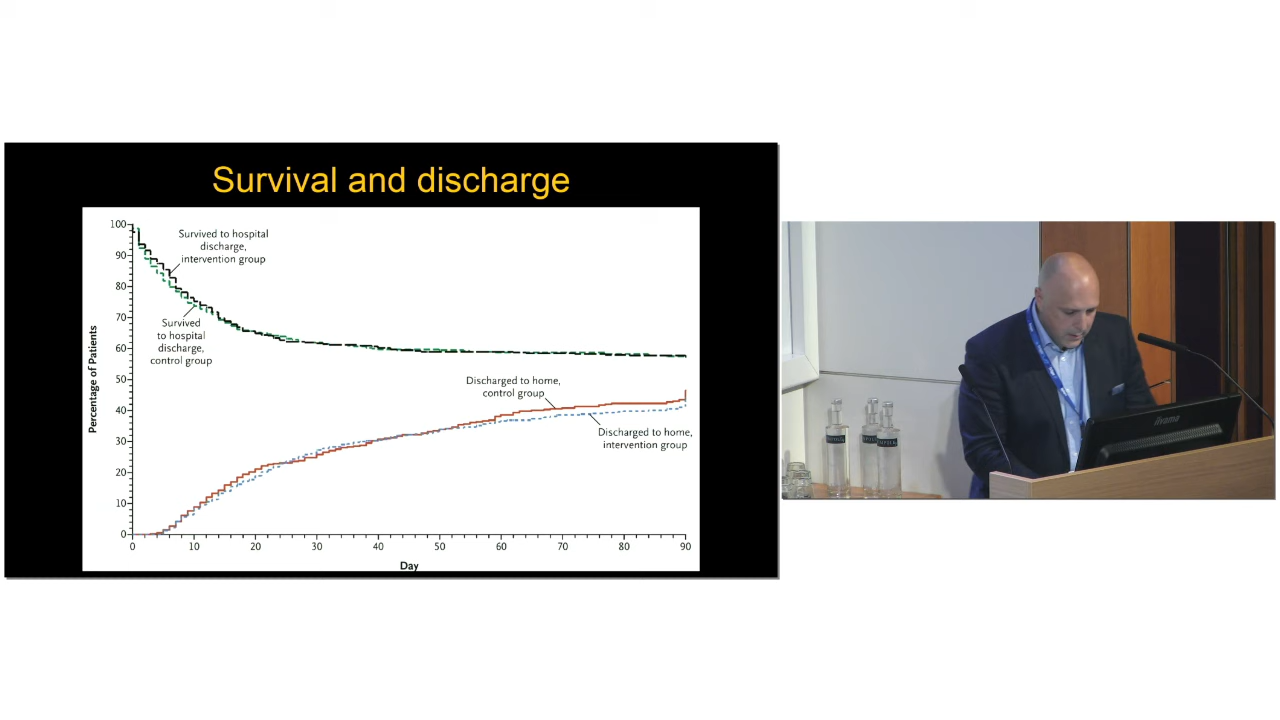 Survival and discharge
Percentage of Patients
100
90
80
70
60
50
40
30
20
10
0
Survived to hospital
discharge,
intervention group
Survived
to hospital
discharge,
control group
Discharged to home,
control group
Discharged to home,
intervention group
0 10 20 30 40 50 60 70 80 90
Day
iiyama